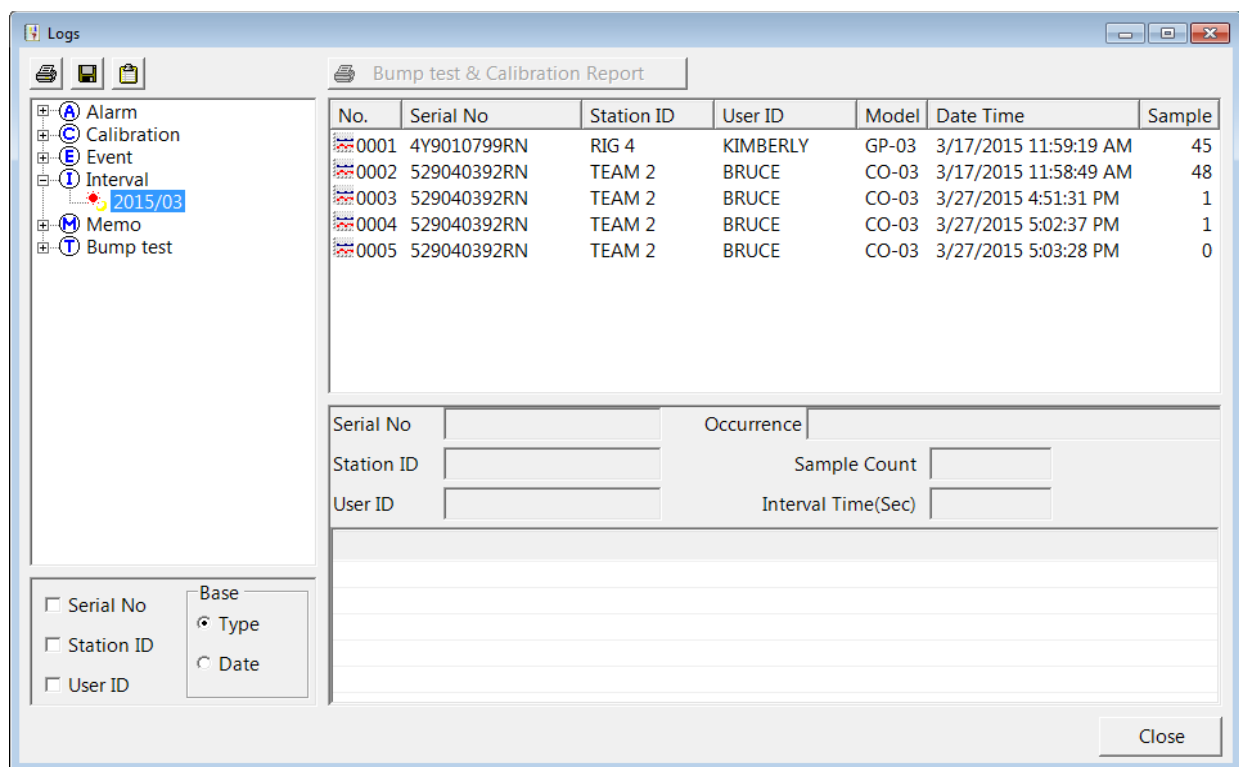 Logs
Bump test & Calibration Report
A Alarm
C Calibration
E Event
I Interval
2015/03
M Memo
T Bump test
No. Serial No Station ID User ID Model Date Time Sample
0001 4Y9010799RN RIG 4 KIMBERLY GP-03 3/17/2015 11:59:19 AM 45
0002 529040392RN TEAM 2 BRUCE CO-03 3/17/2015 11:58:49 AM 48
0003 529040392RN TEAM 2 BRUCE CO-03 3/27/2015 4:51:31 PM 1
0004 529040392RN TEAM 2 BRUCE CO-03 3/27/2015 5:02:37 PM 1
0005 529040392RN TEAM 2 BRUCE CO-03 3/27/2015 5:03:28 PM 0
Serial No Occurrence
Station ID Sample Count
User ID Interval Time(Sec)
Serial No
Station ID
User ID
Base
Type
Date
Close